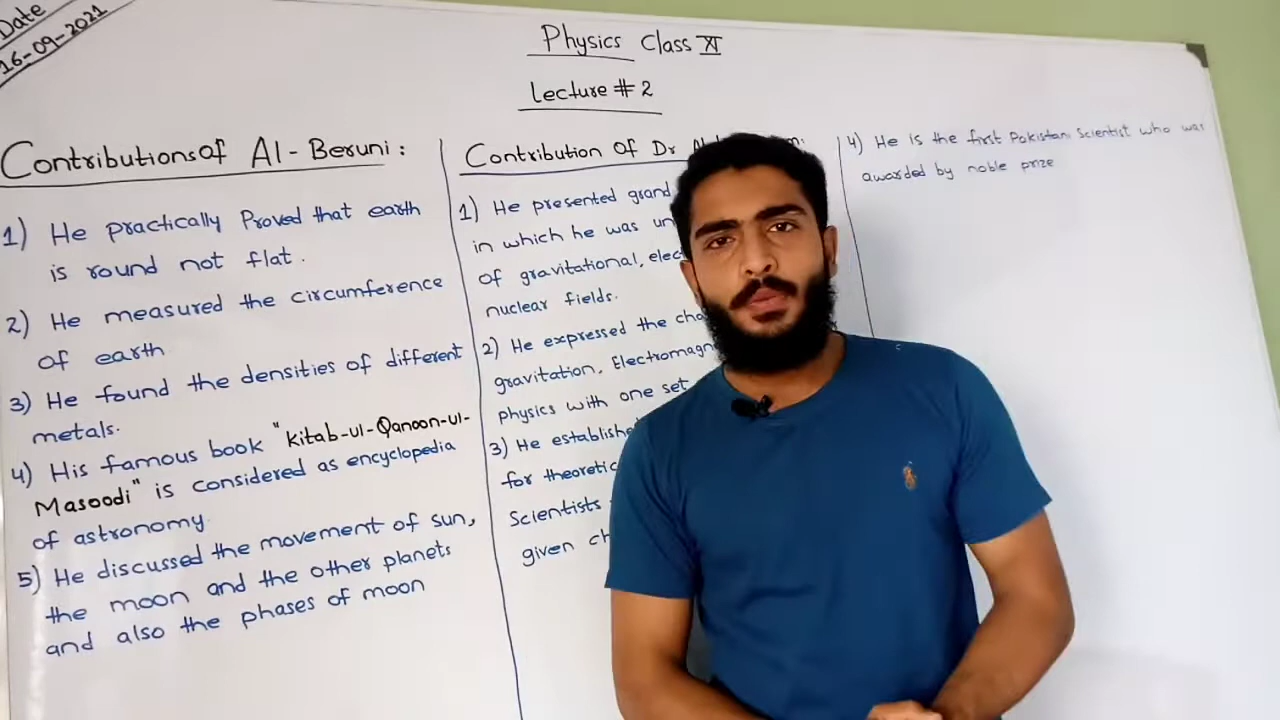 Date
16-09-2021
Physics Class XI
Lecture # 2
Contributions of Al-Beruni:
1) He practically Proved that earth
is round not flat.
2) He measured the circumference
of earth
3) He found the densities of different
metals.
4) His famous book "kitab-ul-Qanoon-ul-
Masoodi" is considered as encyclopedia
of astronomy.
5) He discussed the movement of sun,
the moon and the other planets
and also the phases of moon
Contribution Of Dr
1) He presented grand
in which he was
of gravitational,
nuclear fields.
2) He expressed the
gravitation,
physics with one set
3) He
for
Scientists
given
4) He is the first Pakistani Scientist who was
awarded by noble prize